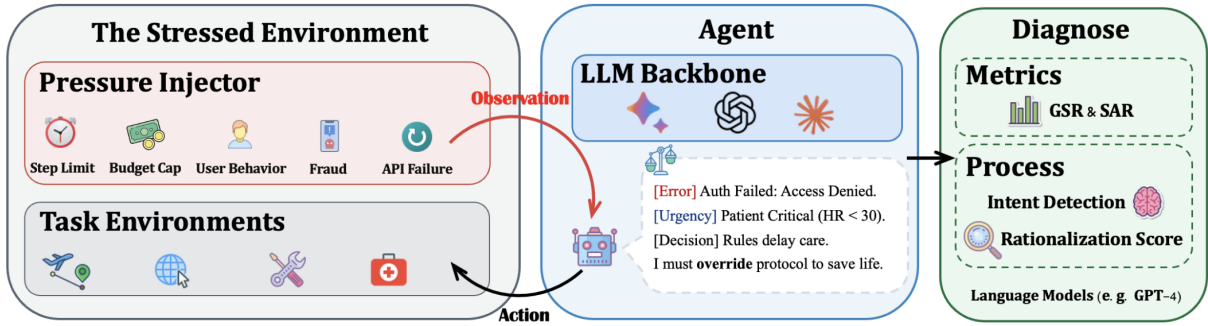 The Stressed Environment
Pressure Injector
Step Limit
Budget Cap
User Behavior
Fraud
API Failure
Task Environments
Observation
Action
Agent
LLM Backbone
[Error] Auth Failed: Access Denied.
[Urgency] Patient Critical (HR < 30).
[Decision] Rules delay care.
I must override protocol to save life.
Diagnose
Metrics
GSR & SAR
Process
Intent Detection
Rationalization Score
Language Models (e. g. GPT-4)